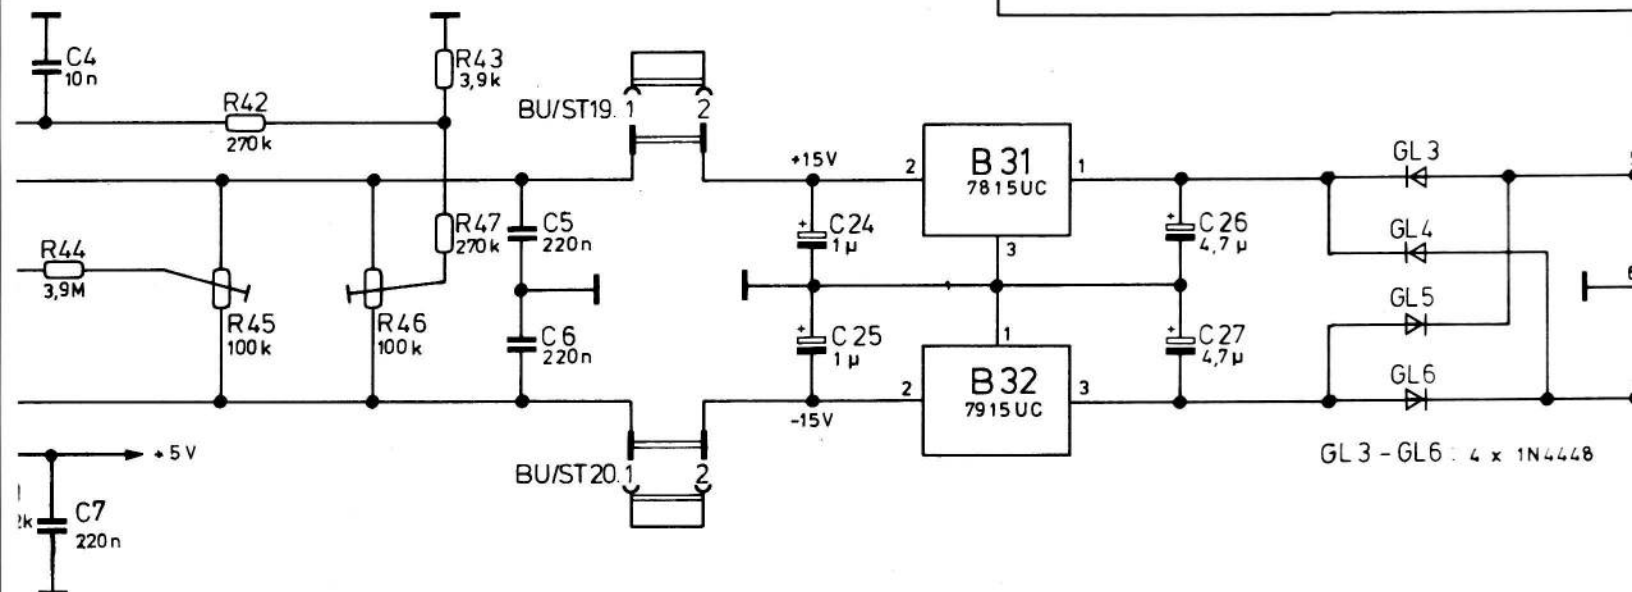 C4
10n
R43
3,9k
R42
270k
BU/ST19. 1 2
+15V
2
B31
7815UC
1
3
GL3
R44
3,9M
R47
270k
C5
220n
+
C24
1µ
+
C26
4,7µ
GL4
R45
100k
R46
100k
C6
220n
+
C25
1µ
1
+
C27
4,7µ
GL5
2
B32
7915UC
3
GL6
-15V
+5V
BU/ST20. 1 2
GL3-GL6: 4 x 1N4448
C7
220n
2k